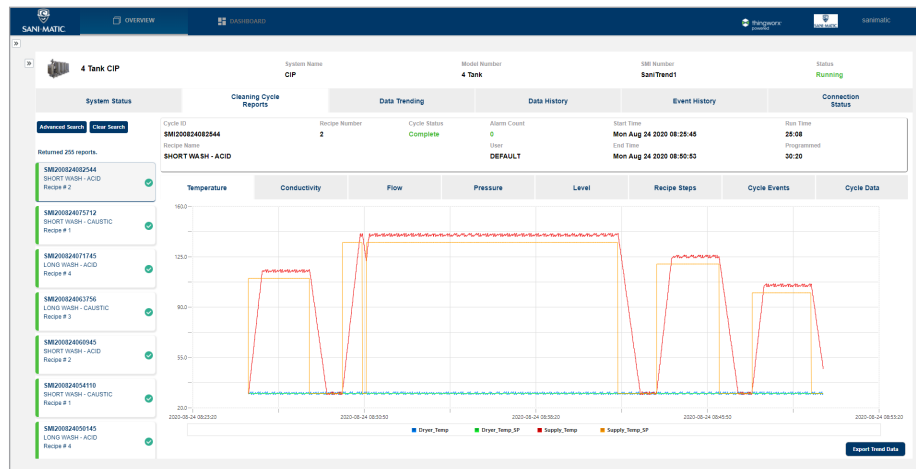 SANI-MATIC
OVERVIEW
DASHBOARD
thingworx
powered
SANI-MATIC
sanimatic
4 Tank CIP
System Name
CIP
Model Number
4 Tank
SMI Number
SaniTrend1
Status
Running
System Status
Cleaning Cycle
Reports
Data Trending
Data History
Event History
Connection
Status
Advanced Search
Clear Search
Returned 255 reports.
SMI200824082544
SHORT WASH - ACID
Recipe # 2
SMI200824075712
SHORT WASH - CAUSTIC
Recipe # 1
SMI200824071745
LONG WASH - ACID
Recipe # 4
SMI200824063756
LONG WASH - CAUSTIC
Recipe # 3
SMI200824060945
SHORT WASH - ACID
Recipe # 2
SMI200824054110
SHORT WASH - CAUSTIC
Recipe # 1
SMI200824050145
LONG WASH - ACID
Recipe # 4
Cycle ID
SMI200824082544
Recipe Number
2
Cycle Status
Complete
Alarm Count
0
Start Time
Mon Aug 24 2020 08:25:45
Run Time
25:08
Recipe Name
SHORT WASH - ACID
User
DEFAULT
End Time
Mon Aug 24 2020 08:50:53
Programmed
30:20
Temperature
Conductivity
Flow
Pressure
Level
Recipe Steps
Cycle Events
Cycle Data
160.0
125.0
90.0
55.0
20.0
2020-08-24 08:23:20
2020-08-24 08:30:50
2020-08-24 08:38:20
2020-08-24 08:45:50
2020-08-24 08:53:20
Dryer_Temp
Dryer_Temp_SP
Supply_Temp
Supply_Temp_SP
Export Trend Data